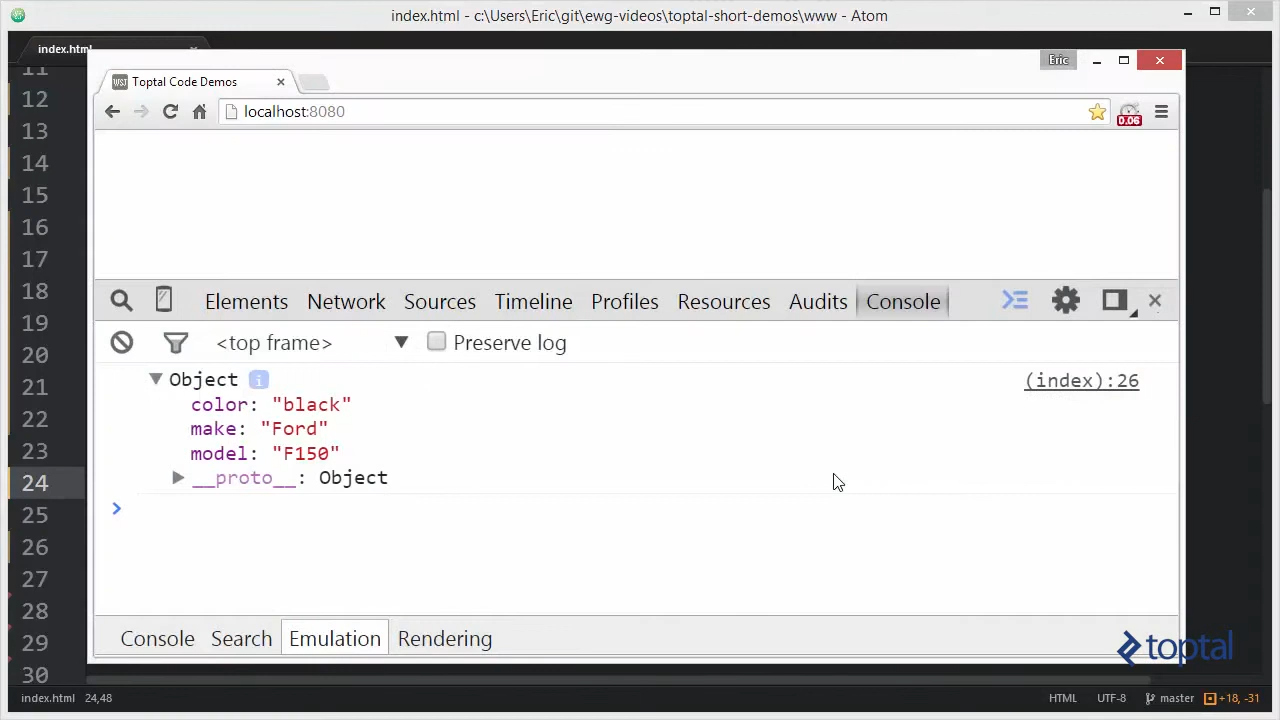 index.html - c:\Users\Eric\git\ewg-videos\toptal-short-demos\www - Atom
index.html
Eric
Toptal Code Demos
localhost:8080
0.06
11
12
13
14
15
16
17
18
19
20
21
22
23
24
25
26
27
28
29
30
Elements Network Sources Timeline Profiles Resources Audits Console
<top frame> Preserve log
Object i (index):26
color: "black"
make: "Ford"
model: "F150"
__proto__: Object
Console Search Emulation Rendering
toptal
index.html 24,48 HTML UTF-8 master +18, -31